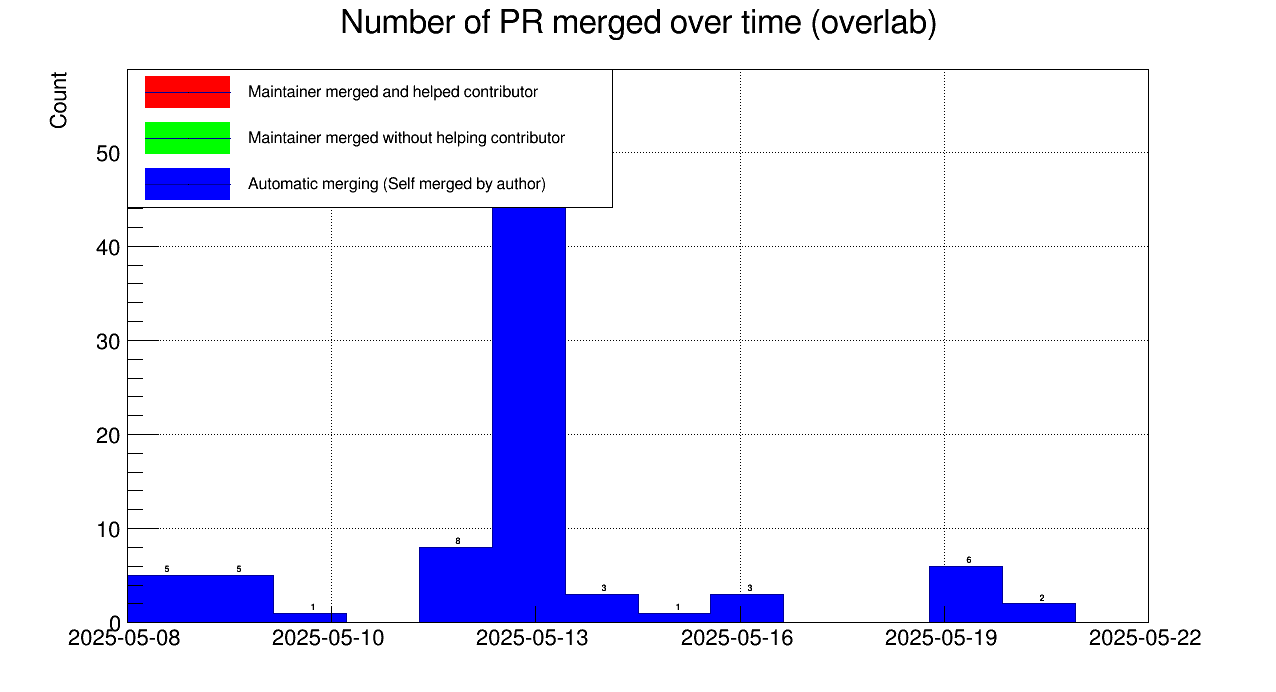 Number of PR merged over time (overlab)
Count
Maintainer merged and helped contributor
Maintainer merged without helping contributor
Automatic merging (Self merged by author)
50
40
30
20
10
0
5 5 1 8 3 1 3 6 2
2025-05-08 2025-05-10 2025-05-13 2025-05-16 2025-05-19 2025-05-22